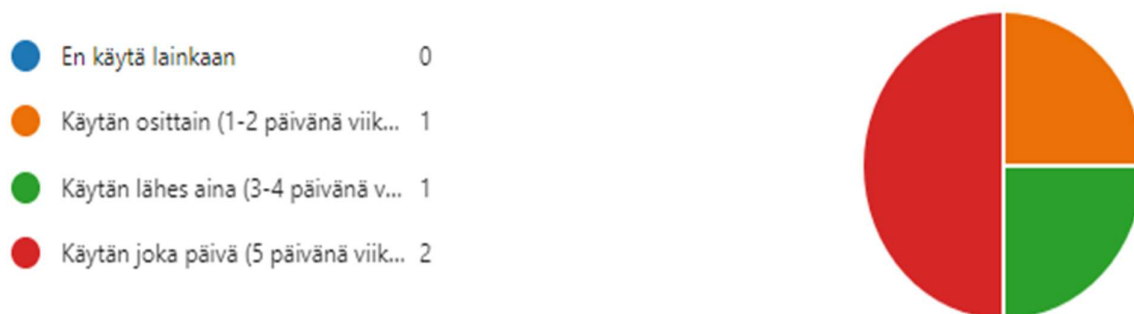 En käytä lainkaan 0
Käytän osittain (1-2 päivänä viik... 1
Käytän lähes aina (3-4 päivänä v... 1
Käytän joka päivä (5 päivänä viik... 2